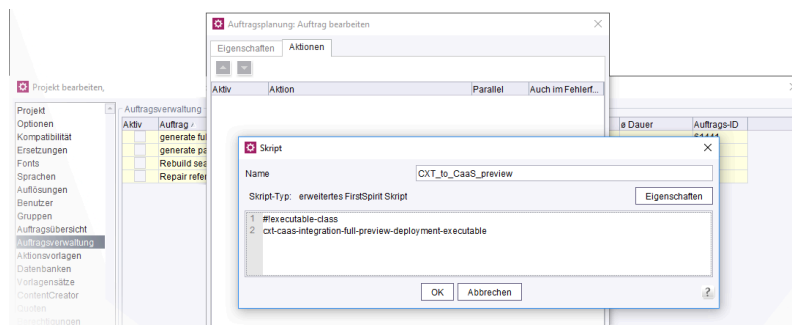 Auftragsplanung: Auftrag bearbeiten
Eigenschaften Aktionen
Aktiv Aktion Parallel Auch im Fehlerf...
Projekt bearbeiten,
Projekt
Optionen
Kompatibilität
Ersetzungen
Fonts
Sprachen
Auflösungen
Benutzer
Gruppen
Auftragsübersicht
Auftragsverwaltung
Aktionsvorlagen
Datenbanken
Vorlagensätze
ContentCreator
Quoten
Auftragsverwaltung
Aktiv Auftrag ø Dauer Auftrags-ID
generate ful
generate pa
Rebuild sea
Repair refer
Skript
Name CXT_to_CaaS_preview
Skript-Typ: erweitertes FirstSpirit Skript Eigenschaften
1 #!executable-class
2 cxt-caas-integration-full-preview-deployment-executable
OK Abbrechen ?